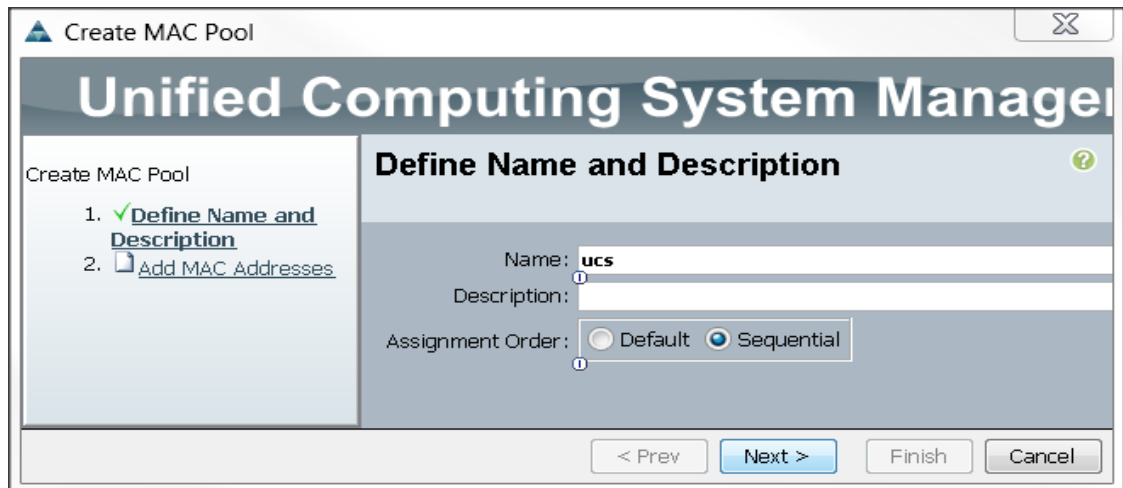 Create MAC Pool
Unified Computing System Manager
Create MAC Pool
Define Name and Description
1. Define Name and
Description
2. Add MAC Addresses
Name: ucs
Description:
Assignment Order: Default Sequential
< Prev Next > Finish Cancel